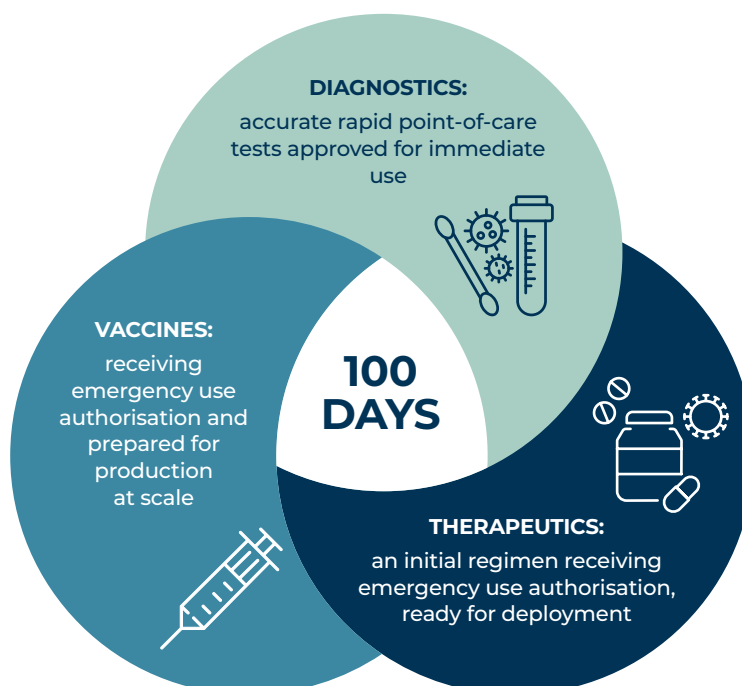 DIAGNOSTICS:
accurate rapid point-of-care
tests approved for immediate
use
VACCINES:
receiving
emergency use
authorisation and
prepared for
production
at scale
100
DAYS
THERAPEUTICS:
an initial regimen receiving
emergency use authorisation,
ready for deployment